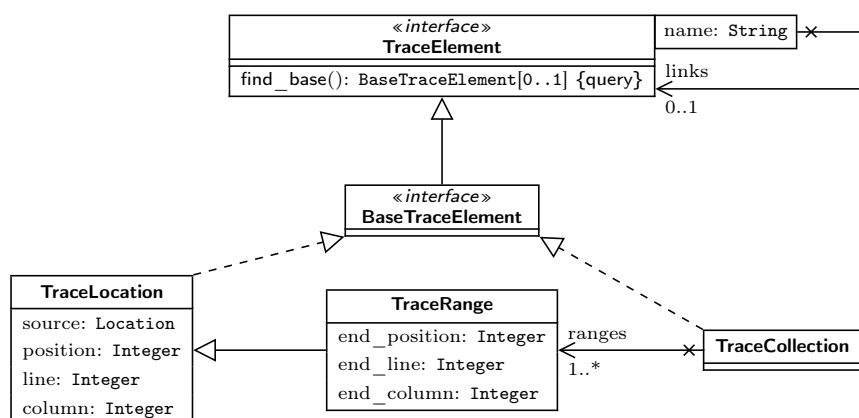 «interface»
TraceElement
name: String
find_base(): BaseTraceElement[0..1] {query}
links
0..1
«interface»
BaseTraceElement
TraceLocation
source: Location
position: Integer
line: Integer
column: Integer
TraceRange
end_position: Integer
end_line: Integer
end_column: Integer
ranges
1..*
TraceCollection